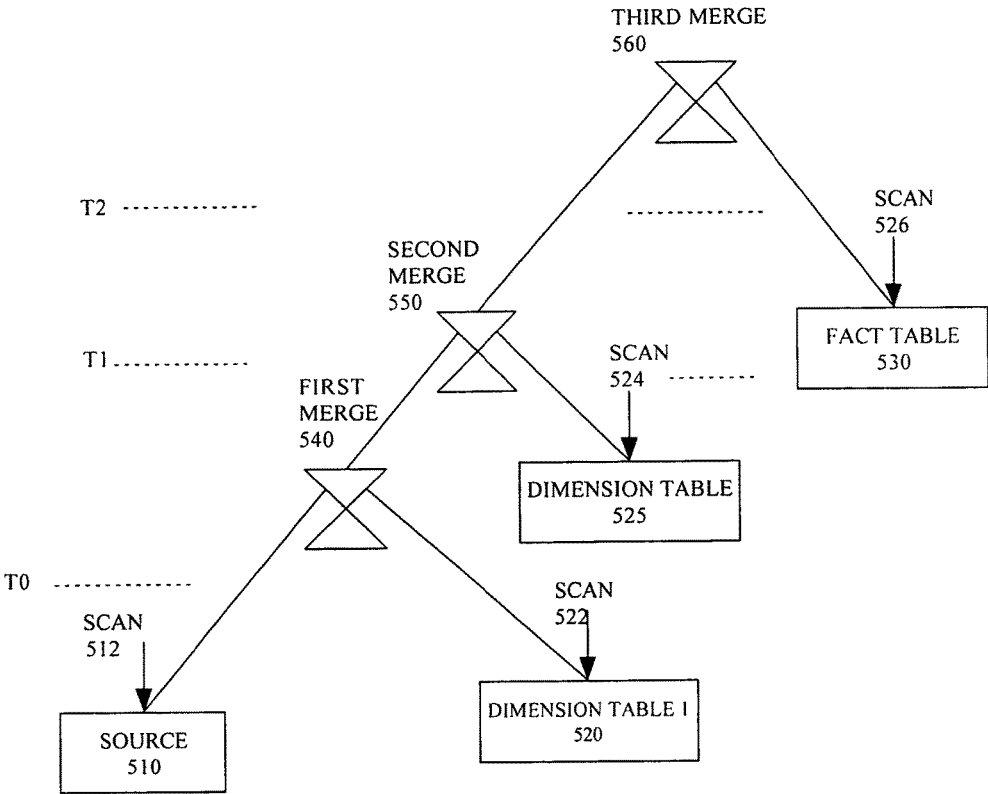 THIRD MERGE
560
T2
SCAN
526
SECOND
MERGE
550
FACT TABLE
530
T1
SCAN
524
FIRST
MERGE
540
DIMENSION TABLE
525
T0
SCAN
522
SCAN
512
DIMENSION TABLE 1
520
SOURCE
510